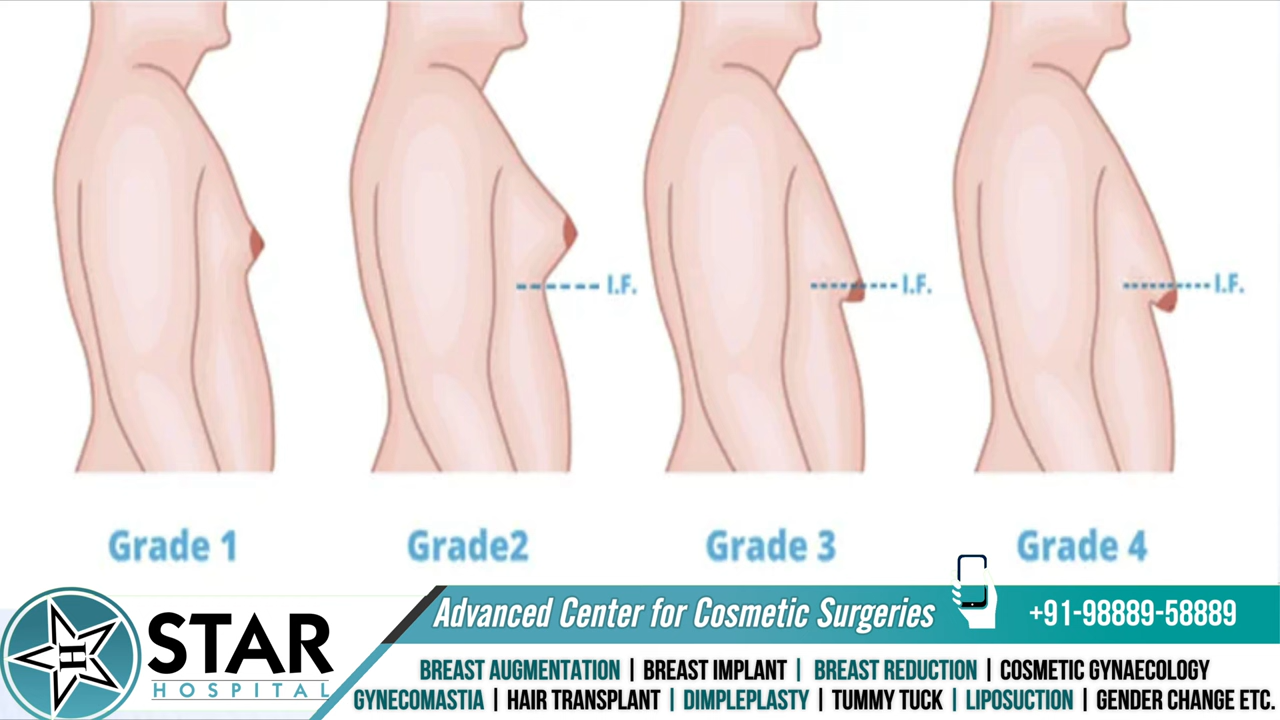 I.F.
I.F.
I.F.
Grade 1
Grade2
Grade 3
Grade 4
H
STAR
HOSPITAL
Advanced Center for Cosmetic Surgeries
+91-98889-58889
BREAST AUGMENTATION | BREAST IMPLANT | BREAST REDUCTION | COSMETIC GYNAECOLOGY
GYNECOMASTIA | HAIR TRANSPLANT | DIMPLEPLASTY | TUMMY TUCK | LIPOSUCTION | GENDER CHANGE ETC.